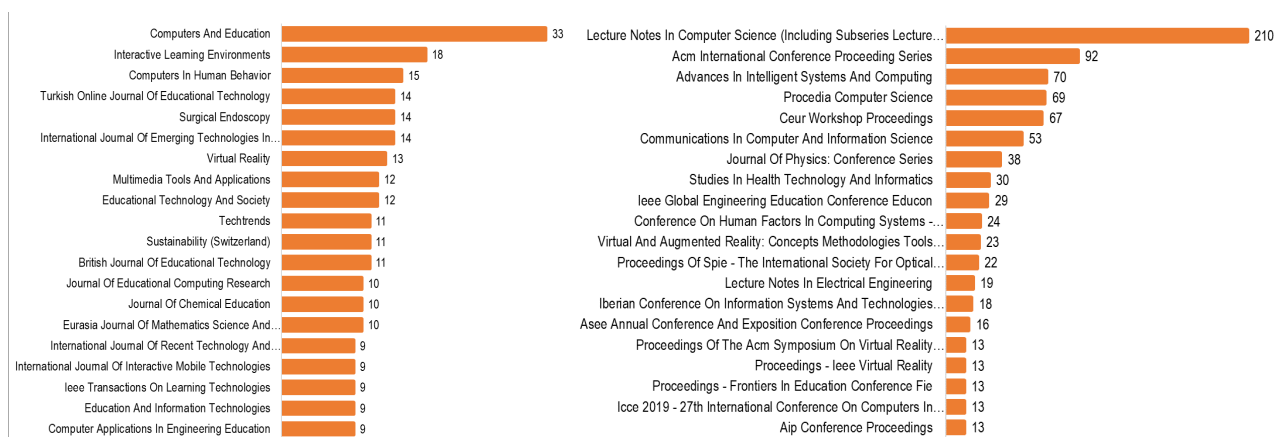 Computers And Education 33
Interactive Learning Environments 18
Computers In Human Behavior 15
Turkish Online Journal Of Educational Technology 14
Surgical Endoscopy 14
International Journal Of Emerging Technologies In... 14
Virtual Reality 13
Multimedia Tools And Applications 12
Educational Technology And Society 12
Techtrends 11
Sustainability (Switzerland) 11
British Journal Of Educational Technology 11
Journal Of Educational Computing Research 10
Journal Of Chemical Education 10
Eurasia Journal Of Mathematics Science And... 10
International Journal Of Recent Technology And... 9
International Journal Of Interactive Mobile Technologies 9
Ieee Transactions On Learning Technologies 9
Education And Information Technologies 9
Computer Applications In Engineering Education 9
Lecture Notes In Computer Science (Including Subseries Lecture... 210
Acm International Conference Proceeding Series 92
Advances In Intelligent Systems And Computing 70
Procedia Computer Science 69
Ceur Workshop Proceedings 67
Communications In Computer And Information Science 53
Journal Of Physics: Conference Series 38
Studies In Health Technology And Informatics 30
Ieee Global Engineering Education Conference Educon 29
Conference On Human Factors In Computing Systems -... 24
Virtual And Augmented Reality: Concepts Methodologies Tools... 23
Proceedings Of Spie - The International Society For Optical... 22
Lecture Notes In Electrical Engineering 19
Iberian Conference On Information Systems And Technologies... 18
Asee Annual Conference And Exposition Conference Proceedings 16
Proceedings Of The Acm Symposium On Virtual Reality... 13
Proceedings - Ieee Virtual Reality 13
Proceedings - Frontiers In Education Conference Fie 13
Icce 2019 - 27th International Conference On Computers In... 13
Aip Conference Proceedings 13